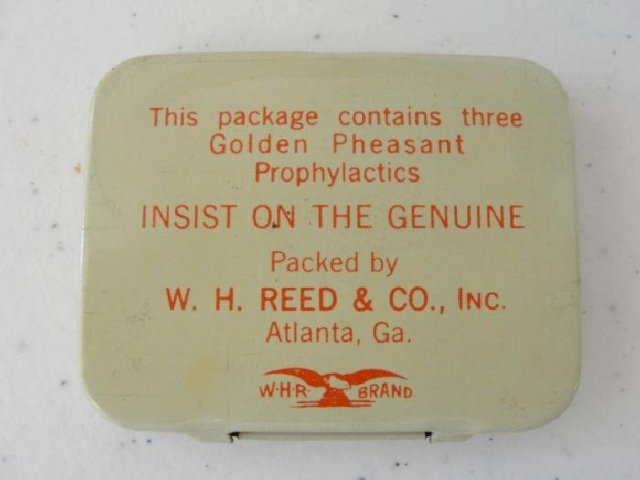 This package contains three
Golden Pheasant
Prophylactics
INSIST ON THE GENUINE
Packed by
W. H. REED & CO., INC.
Atlanta, Ga.
W·H·R BRAND